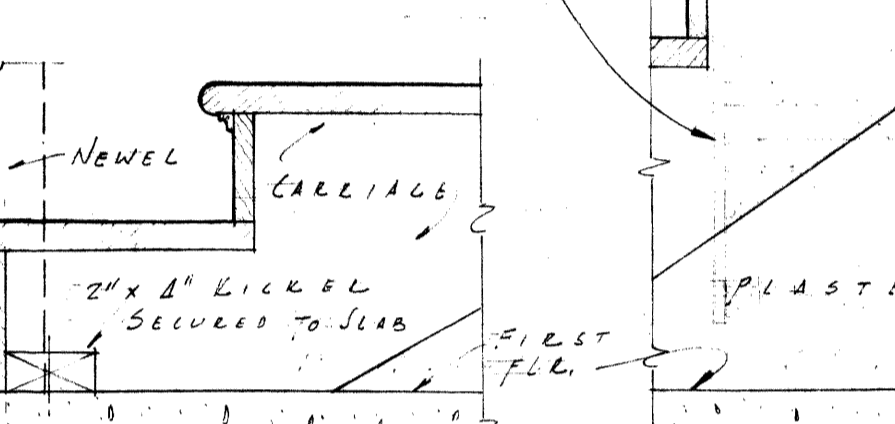 NEWEL
CARRIAGE
2" x 4" KICKER
SECURED TO SLAB
FIRST
FLR.
PLASTE